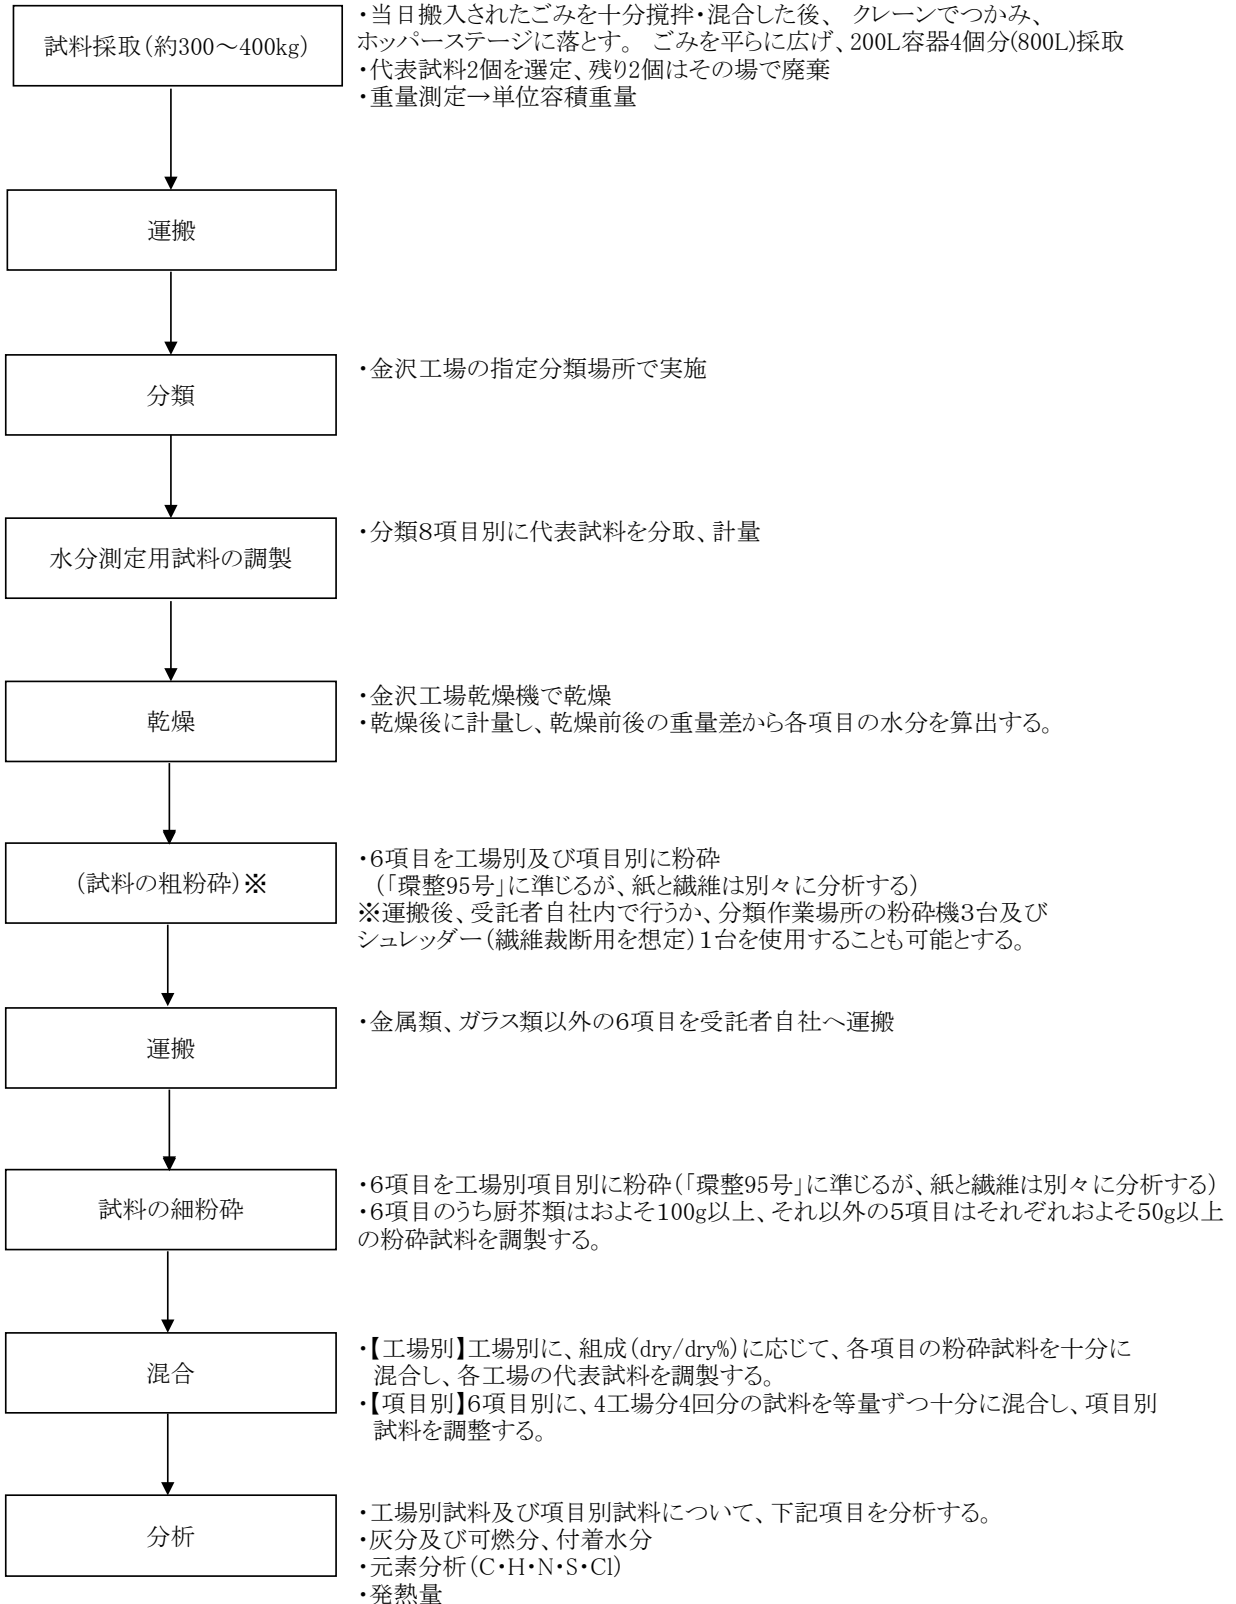 試料採取(約300～400kg)
・当日搬入されたごみを十分撹拌・混合した後、 クレーンでつかみ、
ホッパーステージに落とす。 ごみを平らに広げ、200L容器4個分(800L)採取
・代表試料2個を選定、残り2個はその場で廃棄
・重量測定→単位容積重量
運搬
分類
・金沢工場の指定分類場所で実施
水分測定用試料の調製
・分類8項目別に代表試料を分取、計量
乾燥
・金沢工場乾燥機で乾燥
・乾燥後に計量し、乾燥前後の重量差から各項目の水分を算出する。
(試料の粗粉砕)※
・6項目を工場別及び項目別に粉砕
(「環整95号」に準じるが、紙と繊維は別々に分析する)
※運搬後、受託者自社内で行うか、分類作業場所の粉砕機3台及び
シュレッダー(繊維裁断用を想定)1台を使用することも可能とする。
運搬
・金属類、ガラス類以外の6項目を受託者自社へ運搬
試料の細粉砕
・6項目を工場別項目別に粉砕(「環整95号」に準じるが、紙と繊維は別々に分析する)
・6項目のうち厨芥類はおよそ100g以上、それ以外の5項目はそれぞれおよそ50g以上
の粉砕試料を調製する。
混合
・【工場別】工場別に、組成(dry/dry%)に応じて、各項目の粉砕試料を十分に
混合し、各工場の代表試料を調製する。
・【項目別】6項目別に、4工場分4回分の試料を等量ずつ十分に混合し、項目別
試料を調整する。
分析
・工場別試料及び項目別試料について、下記項目を分析する。
・灰分及び可燃分、付着水分
・元素分析(C・H・N・S・Cl)
・発熱量